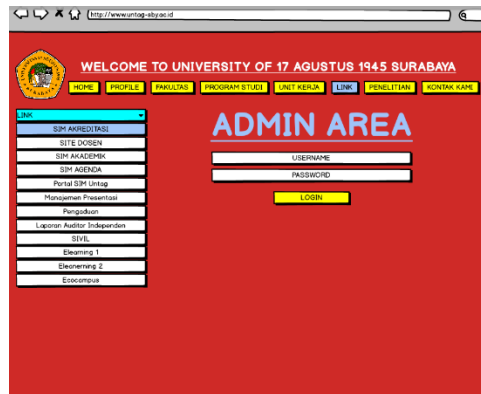 http://www.untag-sby.ac.id
WELCOME TO UNIVERSITY OF 17 AGUSTUS 1945 SURABAYA
HOME PROFILE FAKULTAS PROGRAM STUDI UNIT KERJA LINK PENELITIAN KONTAK KAMI
LINK
SIM AKREDITASI
SITE DOSEN
SIM AKADEMIK
SIM AGENDA
Portal SIM Untag
Manajemen Presentasi
Pengaduan
Laporan Auditor Independen
SIVIL
Elearning 1
Eleanerning 2
Ecocampus
ADMIN AREA
USERNAME
PASSWORD
LOGIN